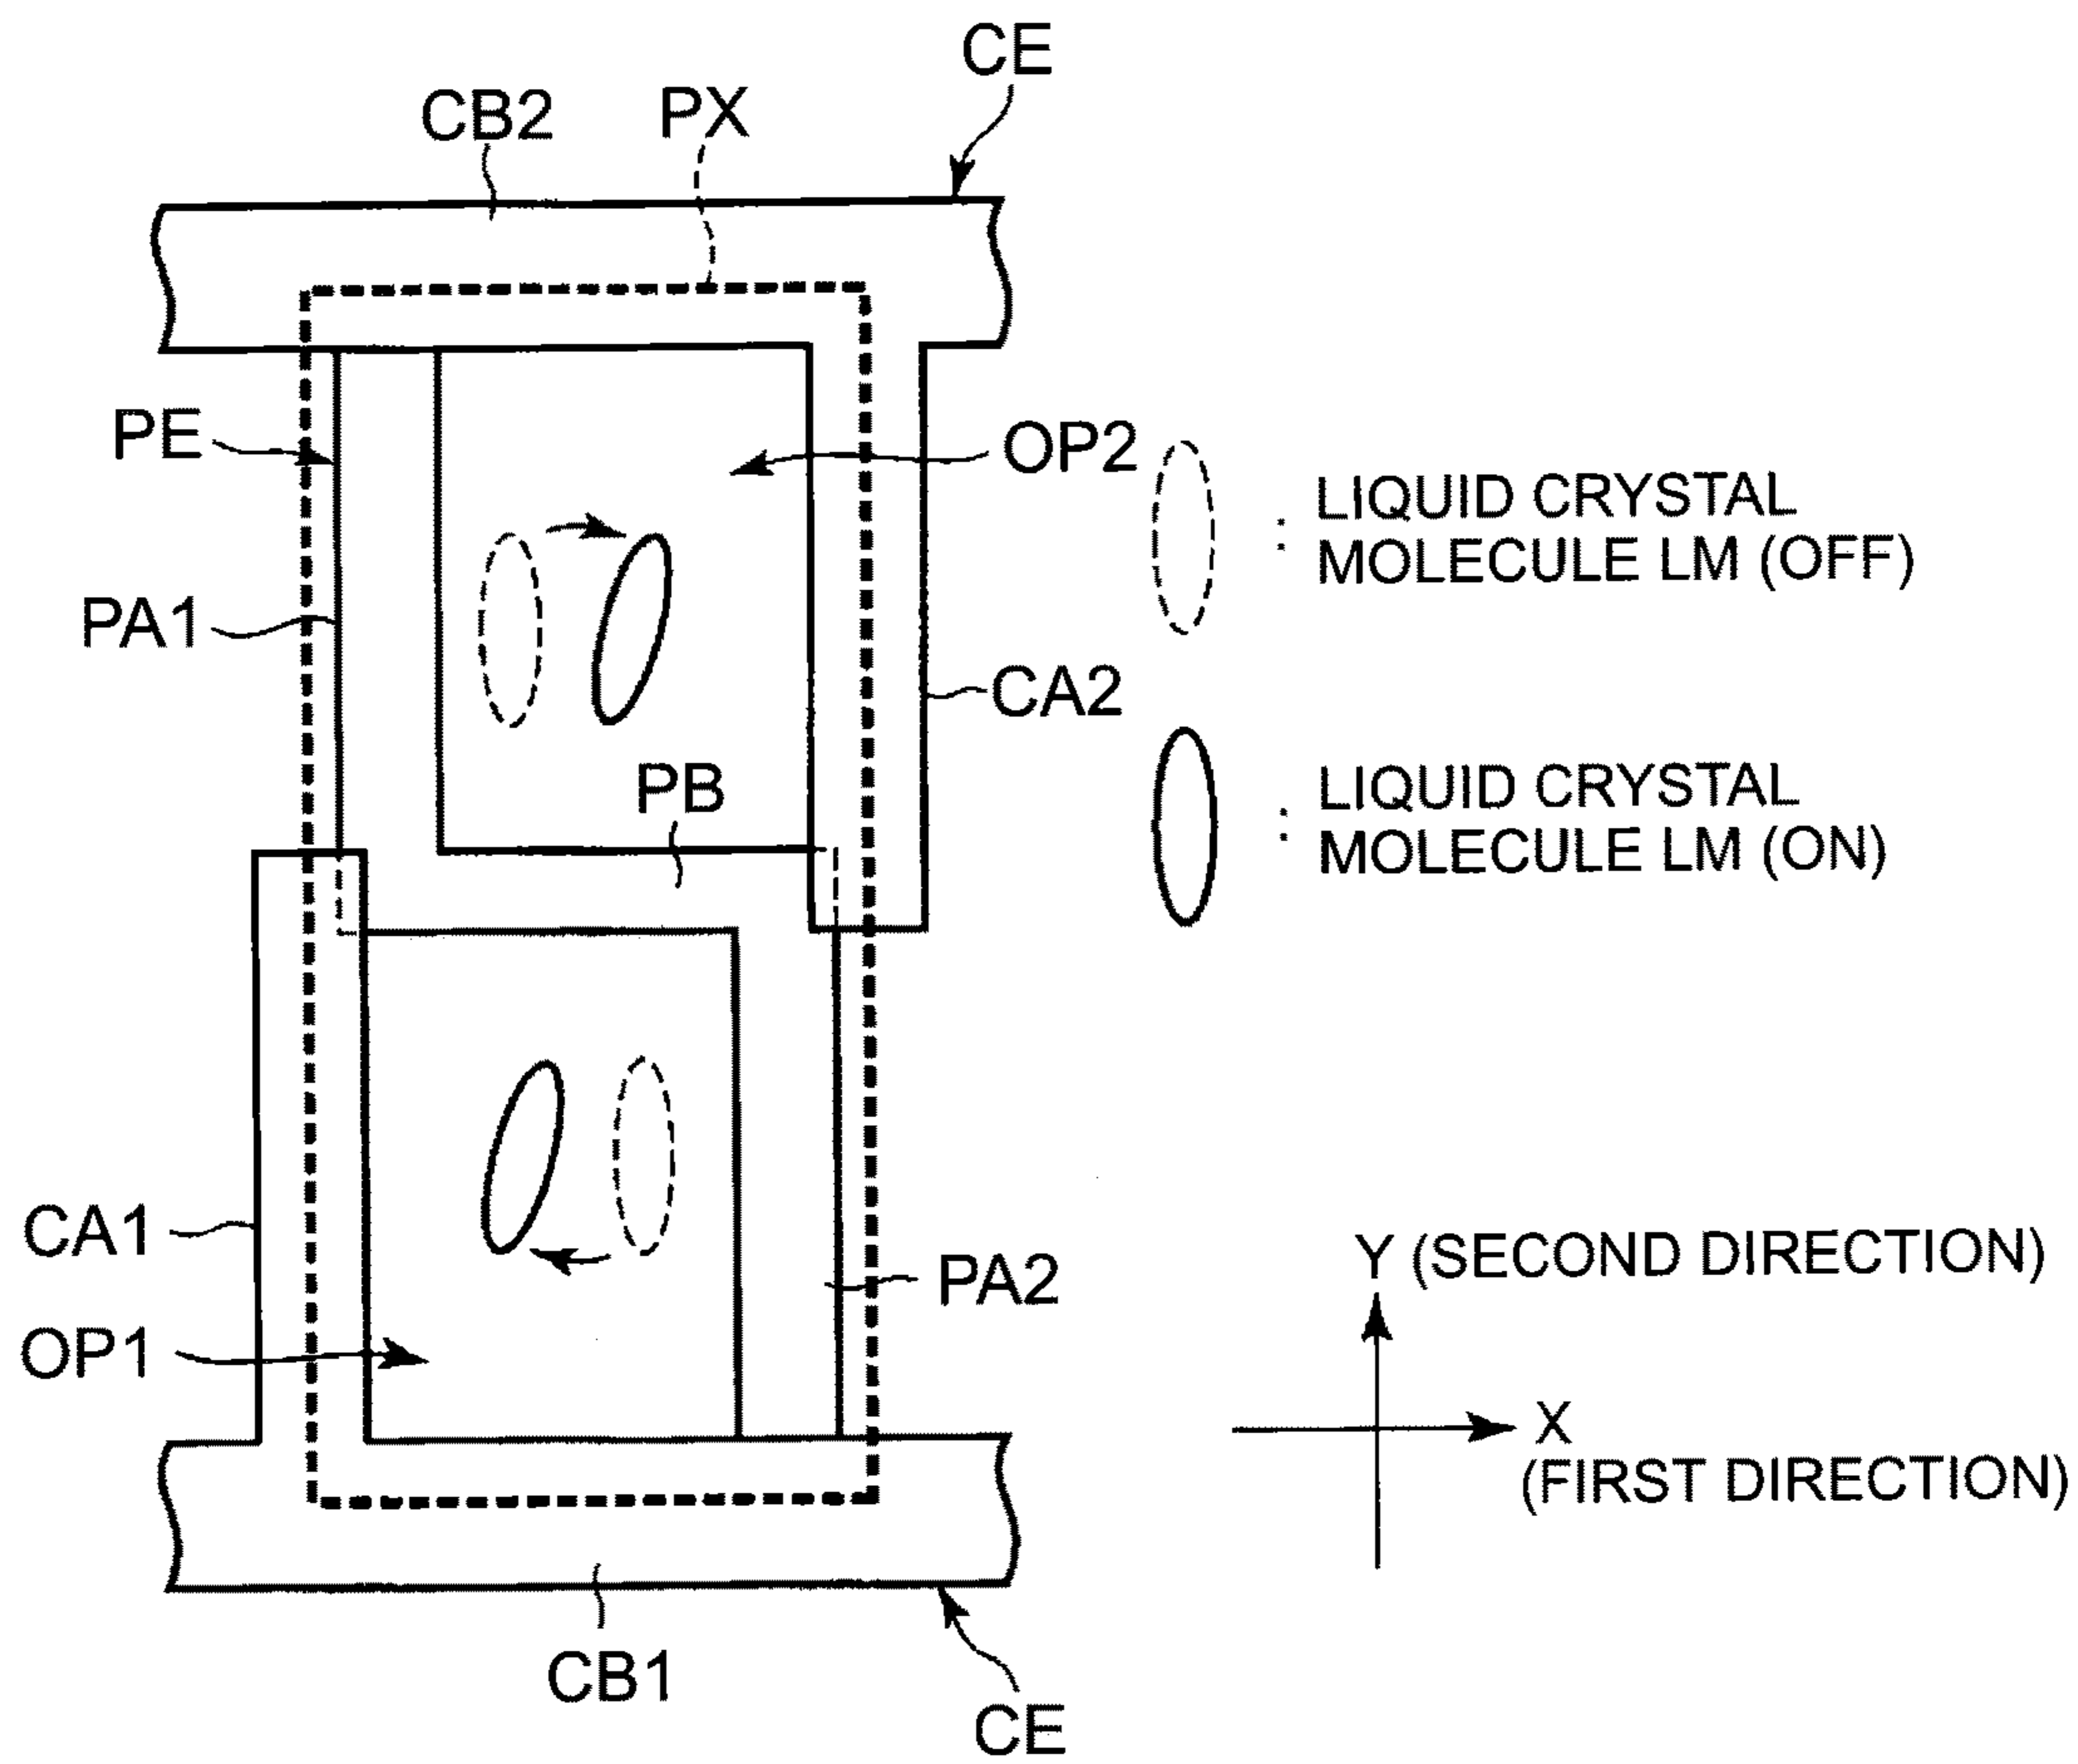 CE
CB2
PX
PE
OP2
LIQUID CRYSTAL
MOLECULE LM (OFF)
PA1
CA2
PB
LIQUID CRYSTAL
MOLECULE LM (ON)
CA1
PA2
Y (SECOND DIRECTION)
OP1
X
(FIRST DIRECTION)
CB1
CE